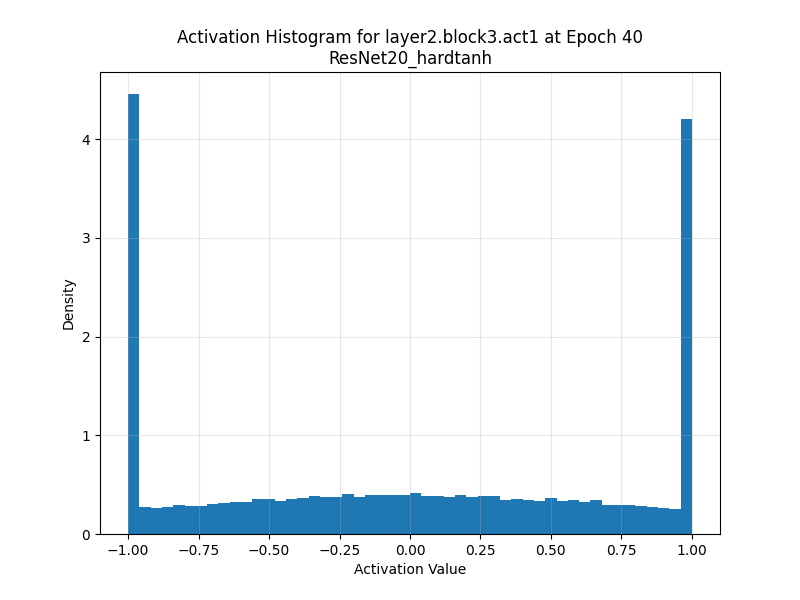 Activation Histogram for layer2.block3.act1 at Epoch 40
ResNet20_hardtanh
4
3
2
1
0
Density
−1.00 −0.75 −0.50 −0.25 0.00 0.25 0.50 0.75 1.00
Activation Value